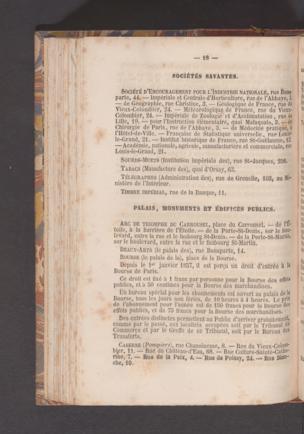 — 18 —
SOCIÉTÉS SAVANTES.
SOCIÉTÉ D'ENCOURAGEMENT POUR L'INDUSTRIE NATIONALE, rue Bona-
parte, 44. — Impériale et Centrale d'Horticulture, rue de l'Abbaye,
— de Géographie, rue Christine, 3. — Géologique de France, rue du
Vieux-Colombier, 24. — Météorologique de France, rue du Vieux-
Colombier, 24. — Impériale de Zoologie et d'Acclimatation, rue de
Lille, 19. — pour l'Instruction élémentaire, quai Malaquais, 3. — de
Chirurgie de Paris, rue de l'Abbaye, 3. — de Médecine pratique, à
l'Hôtel-de-Ville. — Française de Statistique universelle, rue Louis-
le-Grand, 21. — Institut historique de France, rue St-Guillaume,
— Académie, nationale, agricole, manufacturière et commerciale, rue
Louis-le-Grand, 21.
SOURDS-MUETS (Institution impériale des), rue St-Jacques, 256.
TABACS (Manufacture des), quai d'Orsay, 63.
TÉLÉGRAPHES (Administration des), rue de Grenelle, 103, au Mi-
nistère de l'Intérieur.
TIMBRE IMPÉRIAL, rue de la Banque, 11.
PALAIS, MONUMENTS ET ÉDIFICES PUBLICS.
ARC DE TRIOMPHE DU CARROUSEL, place du Carrousel. — de l'É-
toile, à la barrière de l'Étoile. — de la Porte-St-Denis, sur le bou-
levard, entre la rue et le faubourg St-Denis. — de la Porte-St-Martin,
sur le boulevard, entre la rue et le faubourg St-Martin.
BEAUX-ARTS (le palais des), rue Bonaparte, 14.
BOURSE (le palais de la), place de la Bourse.
Depuis le 1er janvier 1857, il est perçu un droit d'entrée à la
Bourse de Paris.
Ce droit est fixé à 1 franc par personne pour la Bourse des effets
publics, et à 50 centimes pour la Bourse des marchandises.
Un bureau spécial pour les abonnements est ouvert au palais de la
Bourse, tous les jours non fériés, de 10 heures à 4 heures. Le prix
de l'abonnement pour l'année est de 150 francs pour la Bourse des
effets publics, et de 75 francs pour la Bourse des marchandises.
Des entrées distinctes permettent au Public d'arriver gratuitement,
comme par le passé, aux localités occupées tant par le Tribunal de
Commerce et par le Greffe de ce Tribunal, soit par le Bureau des
Transferts.
CASERNE (Pompiers), rue Chanoinesse, 8. — Rue du Vieux-Colom-
bier, 11. — Rue du Château-d'Eau, 68. — Rue Culture-Sainte-Cathe-
rine, 7. — Rue de la Paix, 4. — Rue de Poissy, 24. — Rue Blan-
che, 10.